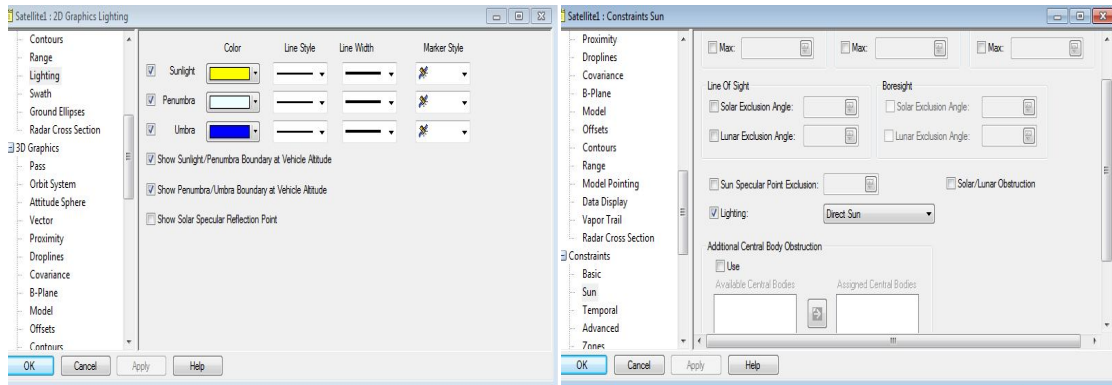 Satellite1 : 2D Graphics Lighting
Contours
Range
Lighting
Swath
Ground Ellipses
Radar Cross Section
3D Graphics
Pass
Orbit System
Attitude Sphere
Vector
Proximity
Droplines
Covariance
B-Plane
Model
Offsets
Contours
Color Line Style Line Width Marker Style
Sunlight
Penumbra
Umbra
Show Sunlight/Penumbra Boundary at Vehicle Altitude
Show Penumbra/Umbra Boundary at Vehicle Altitude
Show Solar Specular Reflection Point
OK Cancel Apply Help
Satellite1 : Constraints Sun
Proximity
Droplines
Covariance
B-Plane
Model
Offsets
Contours
Range
Model Pointing
Data Display
Vapor Trail
Radar Cross Section
Constraints
Basic
Sun
Temporal
Advanced
Zones
Max: Max: Max:
Line Of Sight Boresight
Solar Exclusion Angle: Solar Exclusion Angle:
Lunar Exclusion Angle: Lunar Exclusion Angle:
Sun Specular Point Exclusion: Solar/Lunar Obstruction
Lighting: Direct Sun
Additional Central Body Obstruction
Use
Available Central Bodies Assigned Central Bodies
OK Cancel Apply Help